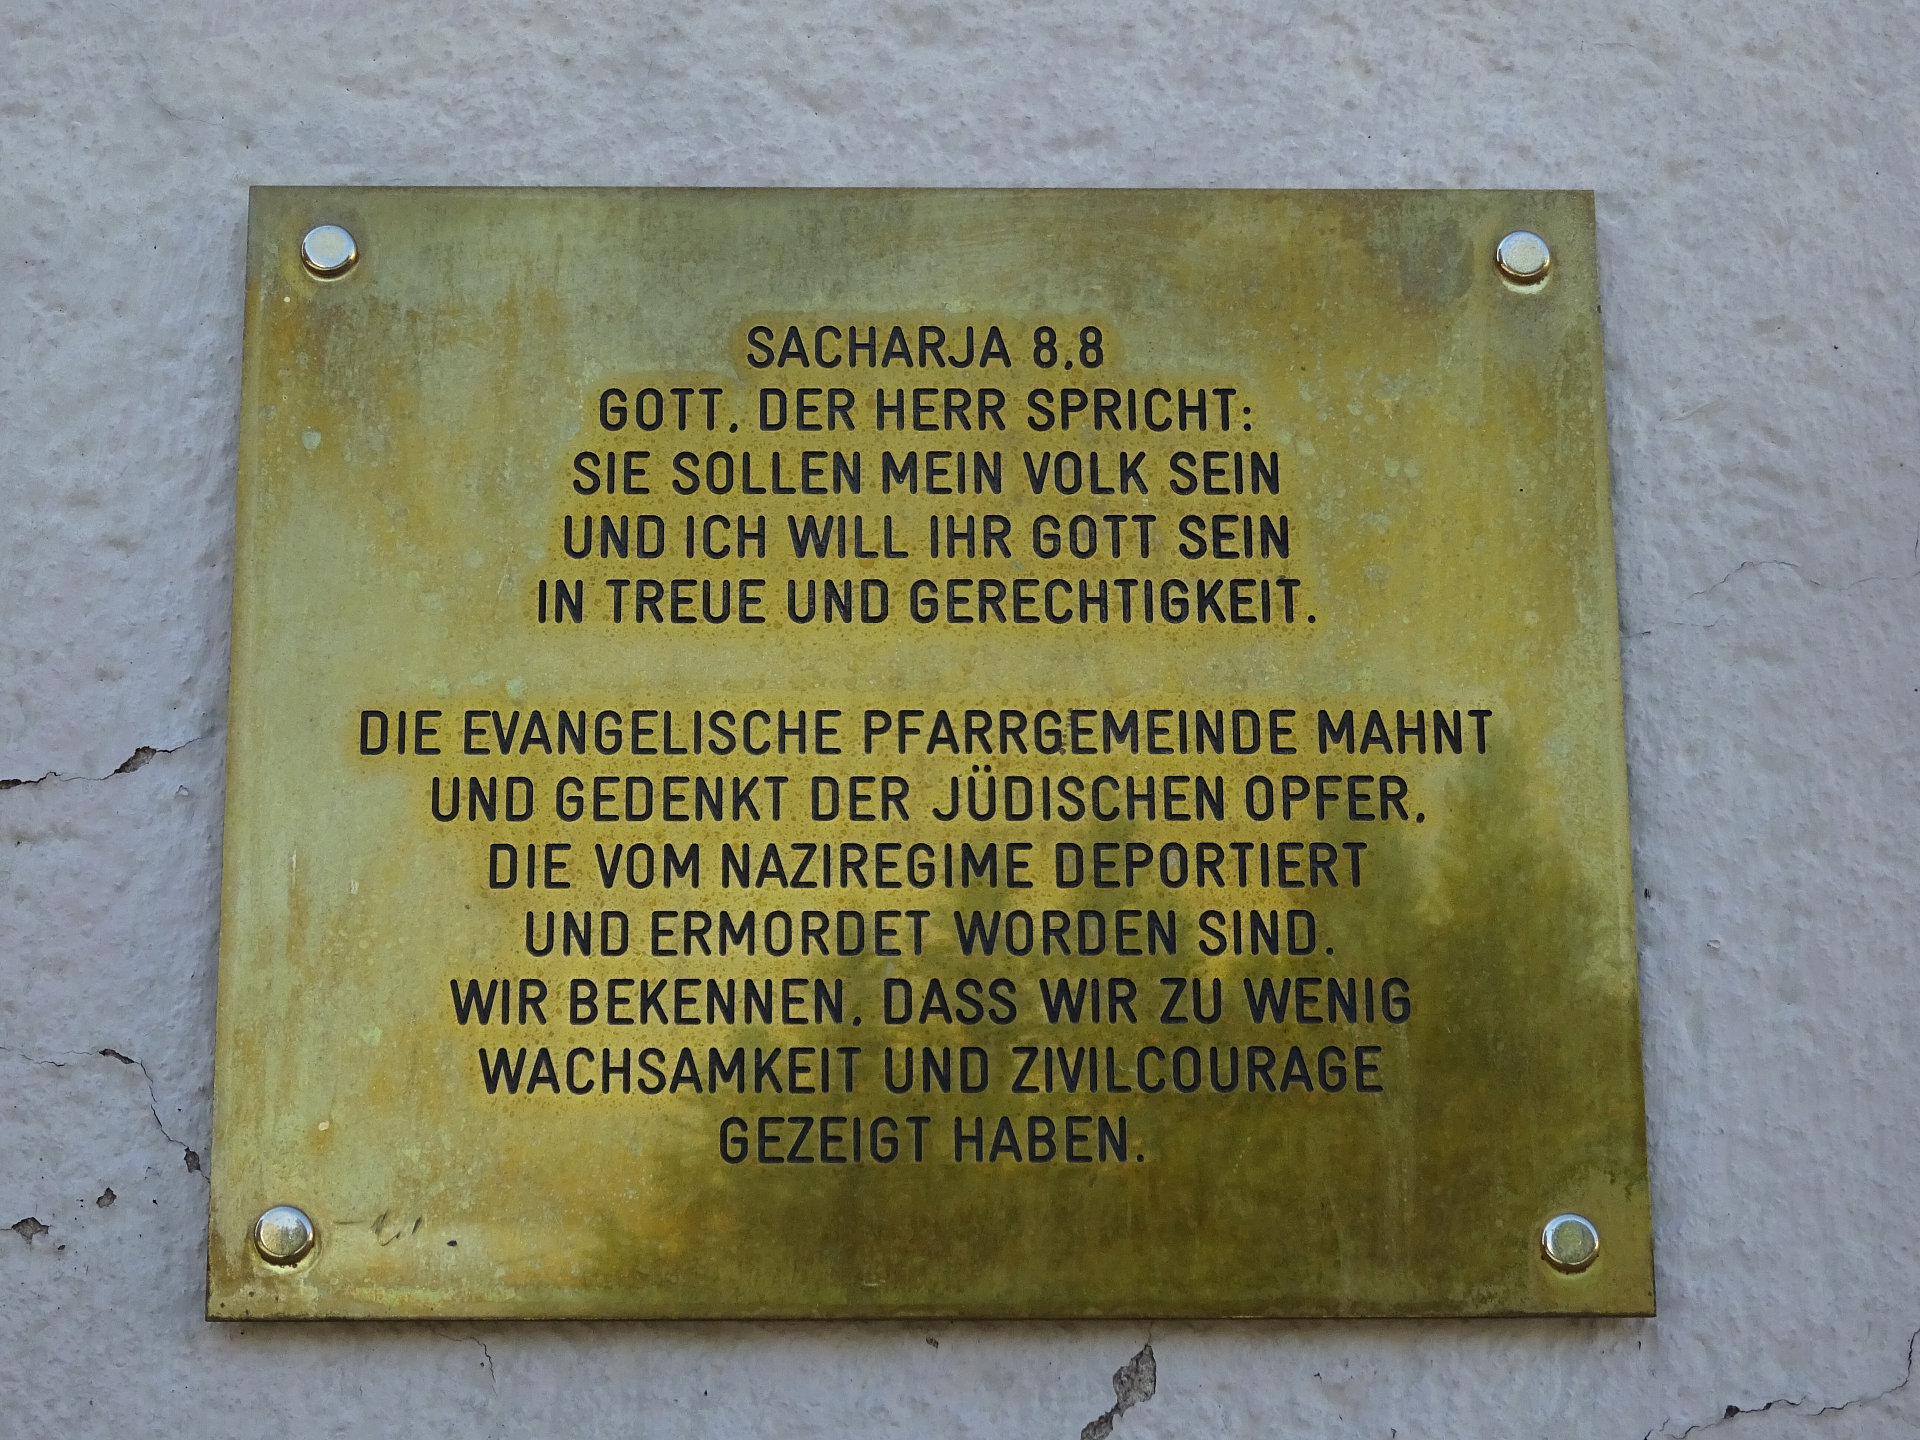 SACHARJA 8,8
GOTT, DER HERR SPRICHT:
SIE SOLLEN MEIN VOLK SEIN
UND ICH WILL IHR GOTT SEIN
IN TREUE UND GERECHTIGKEIT.
DIE EVANGELISCHE PFARRGEMEINDE MAHNT
UND GEDENKT DER JÜDISCHEN OPFER,
DIE VOM NAZIREGIME DEPORTIERT
UND ERMORDET WORDEN SIND.
WIR BEKENNEN, DASS WIR ZU WENIG
WACHSAMKEIT UND ZIVILCOURAGE
GEZEIGT HABEN.